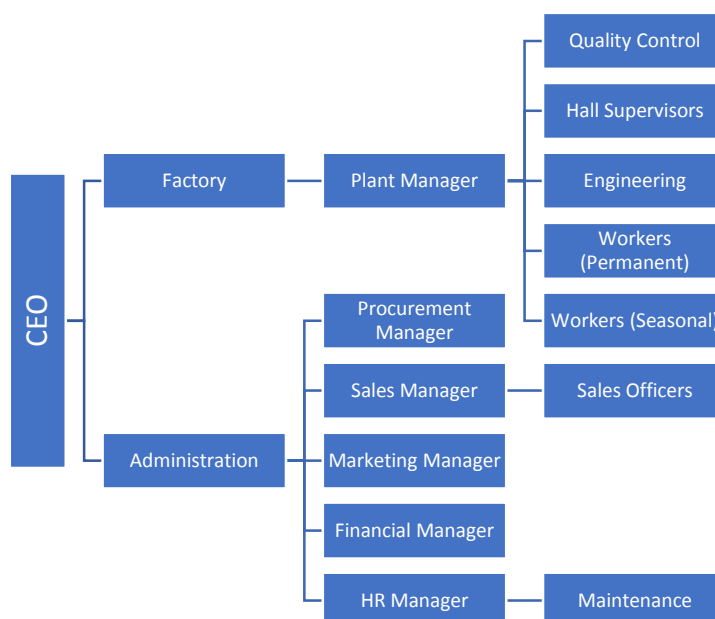 CEO
Factory
Plant Manager
Quality Control
Hall Supervisors
Engineering
Workers
(Permanent)
Workers (Seasonal)
Administration
Procurement
Manager
Sales Manager
Sales Officers
Marketing Manager
Financial Manager
HR Manager
Maintenance